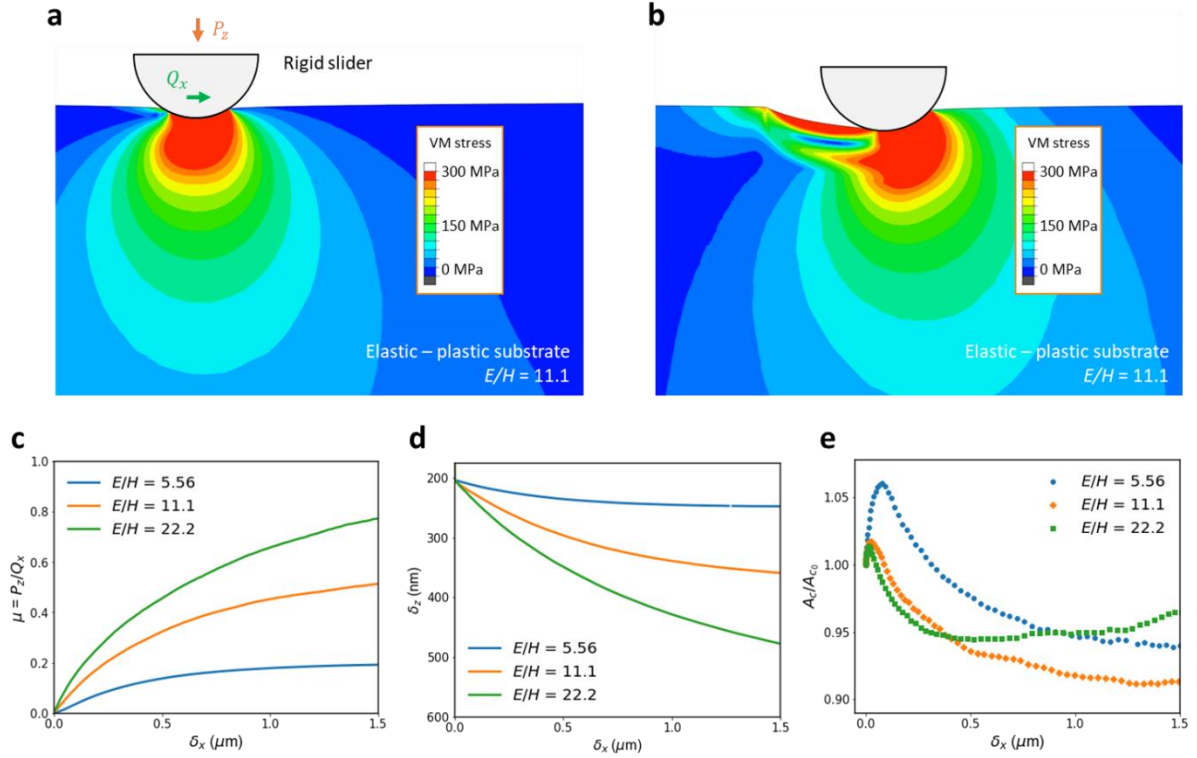 a
P_z
Q_x
Rigid slider
VM stress
300 MPa
150 MPa
0 MPa
Elastic – plastic substrate
E/H = 11.1
b
VM stress
300 MPa
150 MPa
0 MPa
Elastic – plastic substrate
E/H = 11.1
c
μ = P_z/Q_x
1.0
0.8
0.6
0.4
0.2
0.0
E/H = 5.56
E/H = 11.1
E/H = 22.2
0.0
0.5
1.0
1.5
δ_x (μm)
d
δ_z (nm)
200
300
400
500
600
E/H = 5.56
E/H = 11.1
E/H = 22.2
0.0
0.5
1.0
1.5
δ_x (μm)
e
A_c/A_{c_0}
1.05
1.00
0.95
0.90
E/H = 5.56
E/H = 11.1
E/H = 22.2
0.0
0.5
1.0
1.5
δ_x (μm)